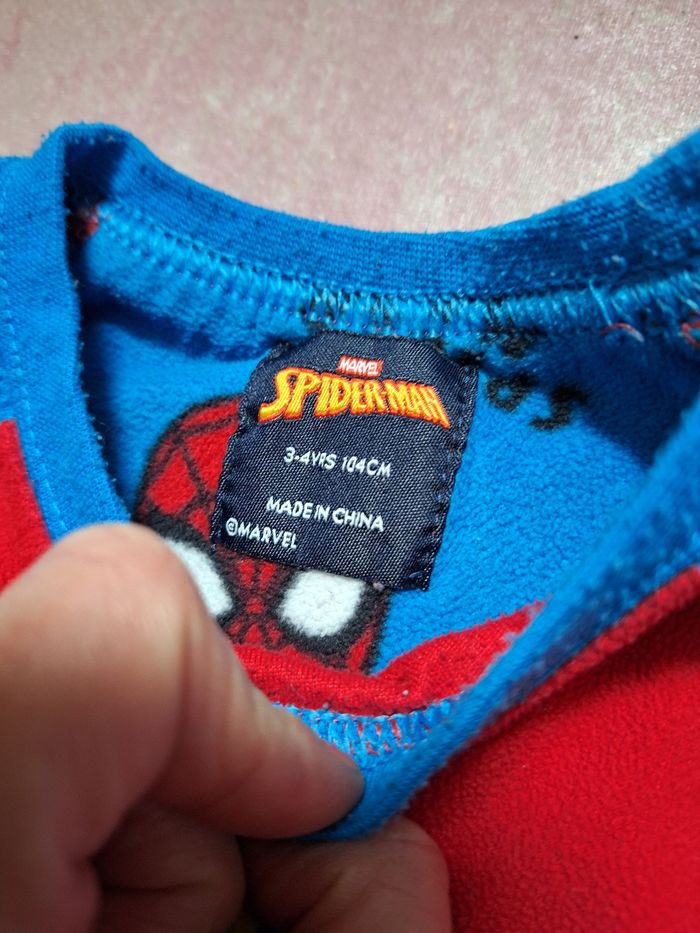 MARVEL
SPIDER-MAN
3-4YRS 104CM
MADE IN CHINA
©MARVEL